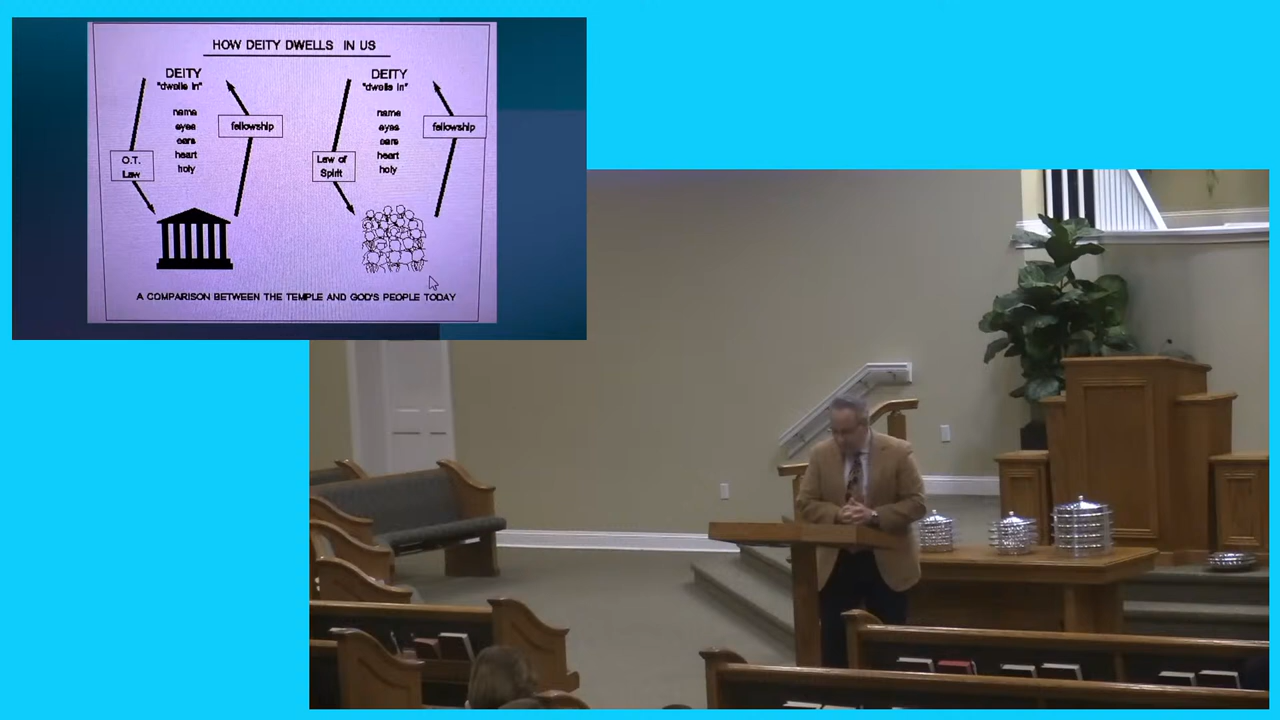 HOW DEITY DWELLS IN US
DEITY
"dwells in"
name
eyes
ears
heart
holy
O.T.
Law
fellowship
DEITY
"dwells in"
name
eyes
ears
heart
holy
Law of
Spirit
fellowship
A COMPARISON BETWEEN THE TEMPLE AND GOD'S PEOPLE TODAY